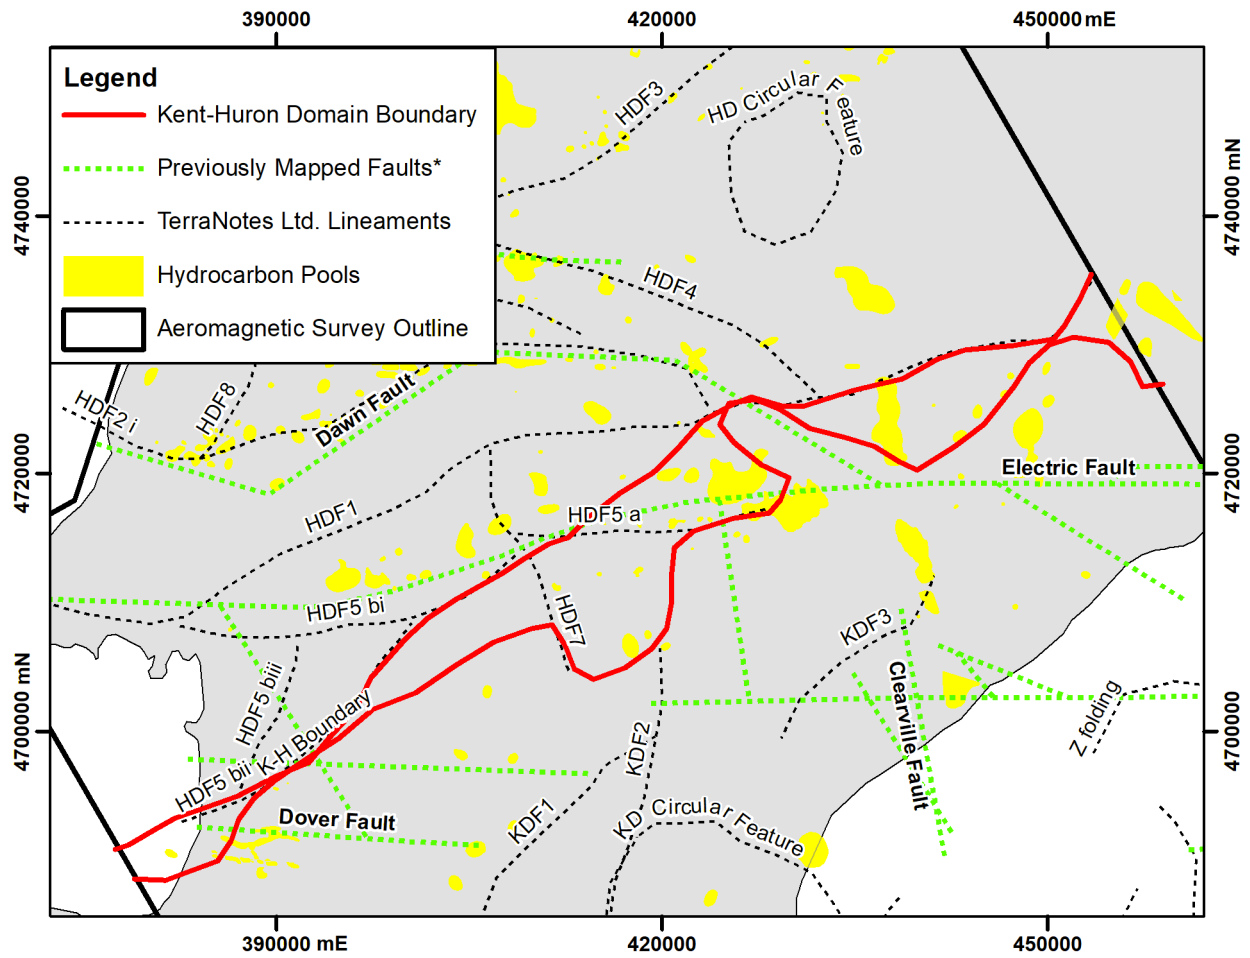 390000
420000
450000 mE
Legend
Kent-Huron Domain Boundary
Previously Mapped Faults*
TerraNotes Ltd. Lineaments
Hydrocarbon Pools
Aeromagnetic Survey Outline
HDF3
HD Circular Feature
4740000
4740000 mN
HDF4
HDF2 i
HDF8
Dawn Fault
4720000
4720000
Electric Fault
HDF1
HDF5 a
HDF5 bi
HDF7
KDF3
HDF5 biii
K-H Boundary
Clearville Fault
Z folding
4700000 mN
4700000
HDF5 bii
KDF2
Dover Fault
KDF1
KD Circular Feature
390000 mE
420000
450000